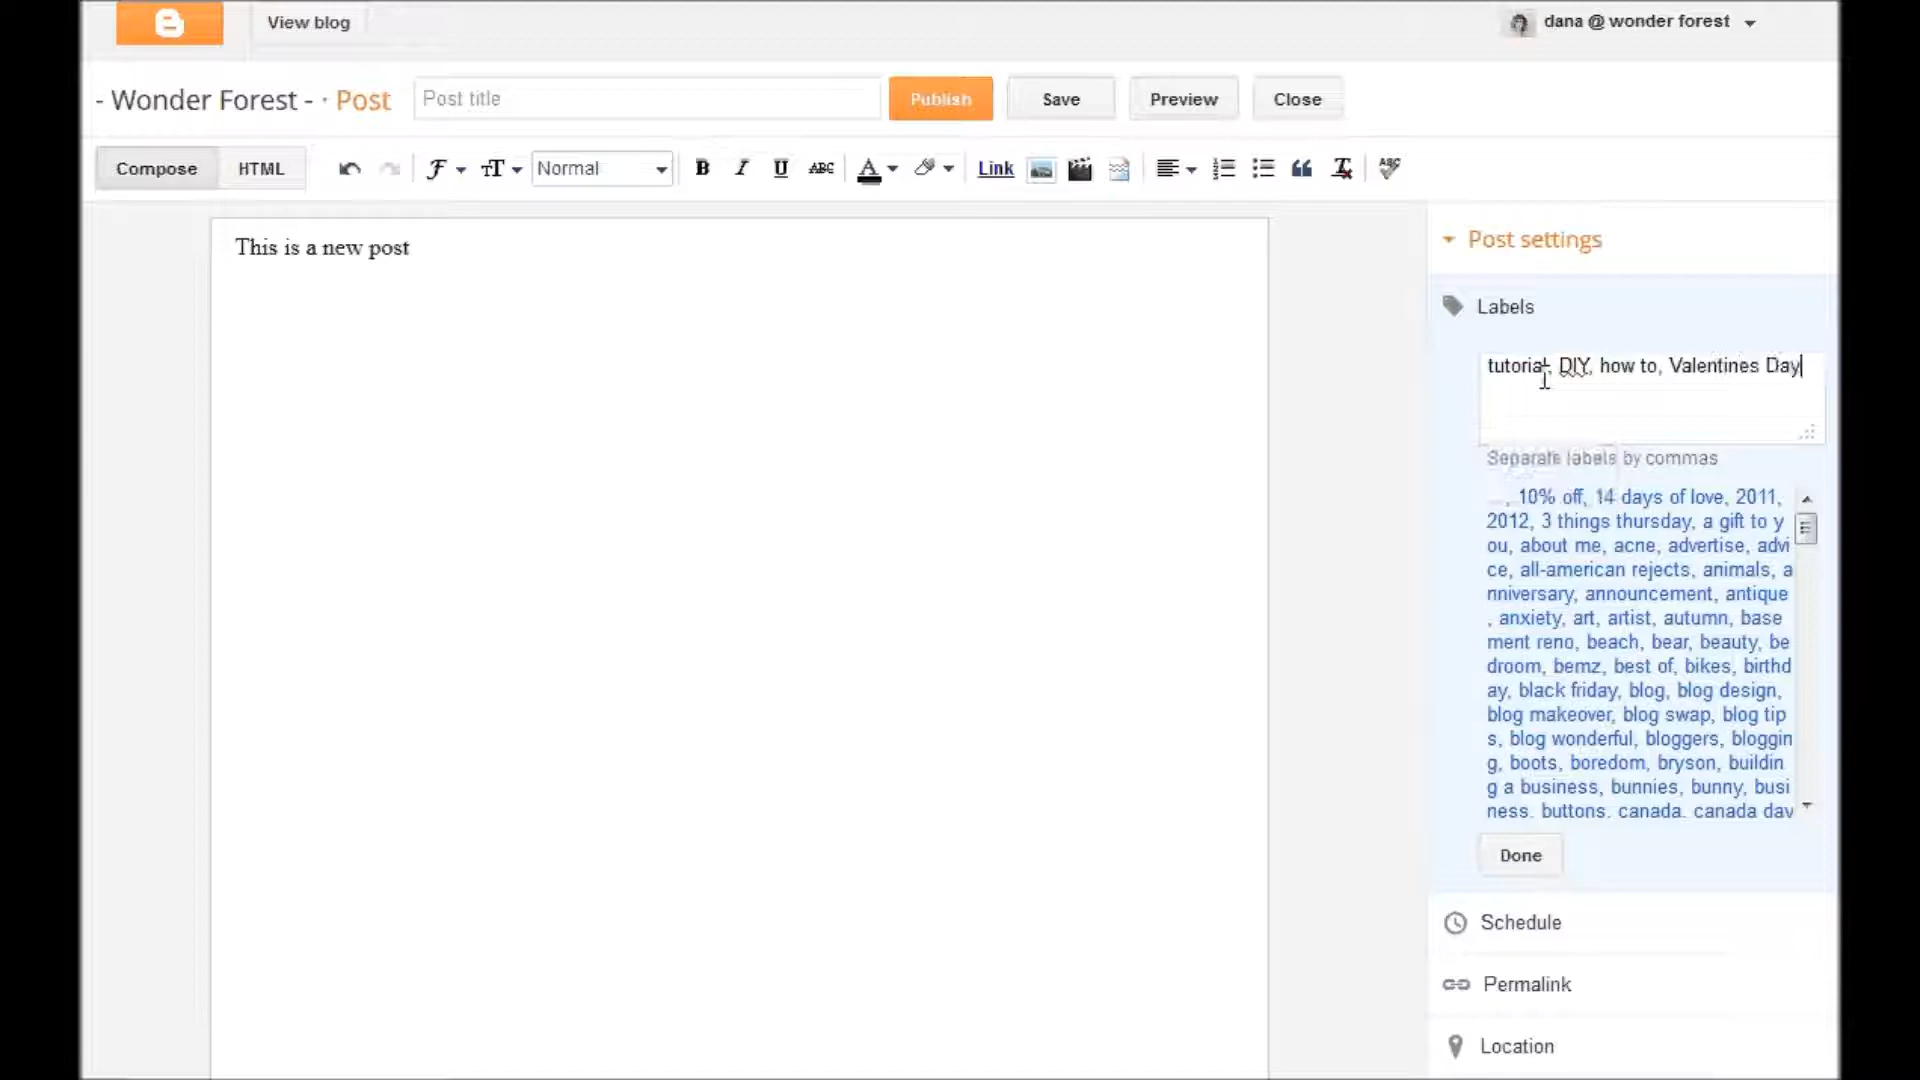 View blog
dana @ wonder forest
- Wonder Forest - · Post
Post title
Publish
Save
Preview
Close
Compose
HTML
Normal
Link
This is a new post
Post settings
Labels
tutorial, DIY, how to, Valentines Day
Separate labels by commas
, 10% off, 14 days of love, 2011,
2012, 3 things thursday, a gift to y
ou, about me, acne, advertise, advi
ce, all-american rejects, animals, a
nniversary, announcement, antique
, anxiety, art, artist, autumn, base
ment reno, beach, bear, beauty, be
droom, bemz, best of, bikes, birthd
ay, black friday, blog, blog design,
blog makeover, blog swap, blog tip
s, blog wonderful, bloggers, bloggin
g, boots, boredom, bryson, buildin
g a business, bunnies, bunny, busi
ness, buttons, canada, canada day
Done
Schedule
Permalink
Location